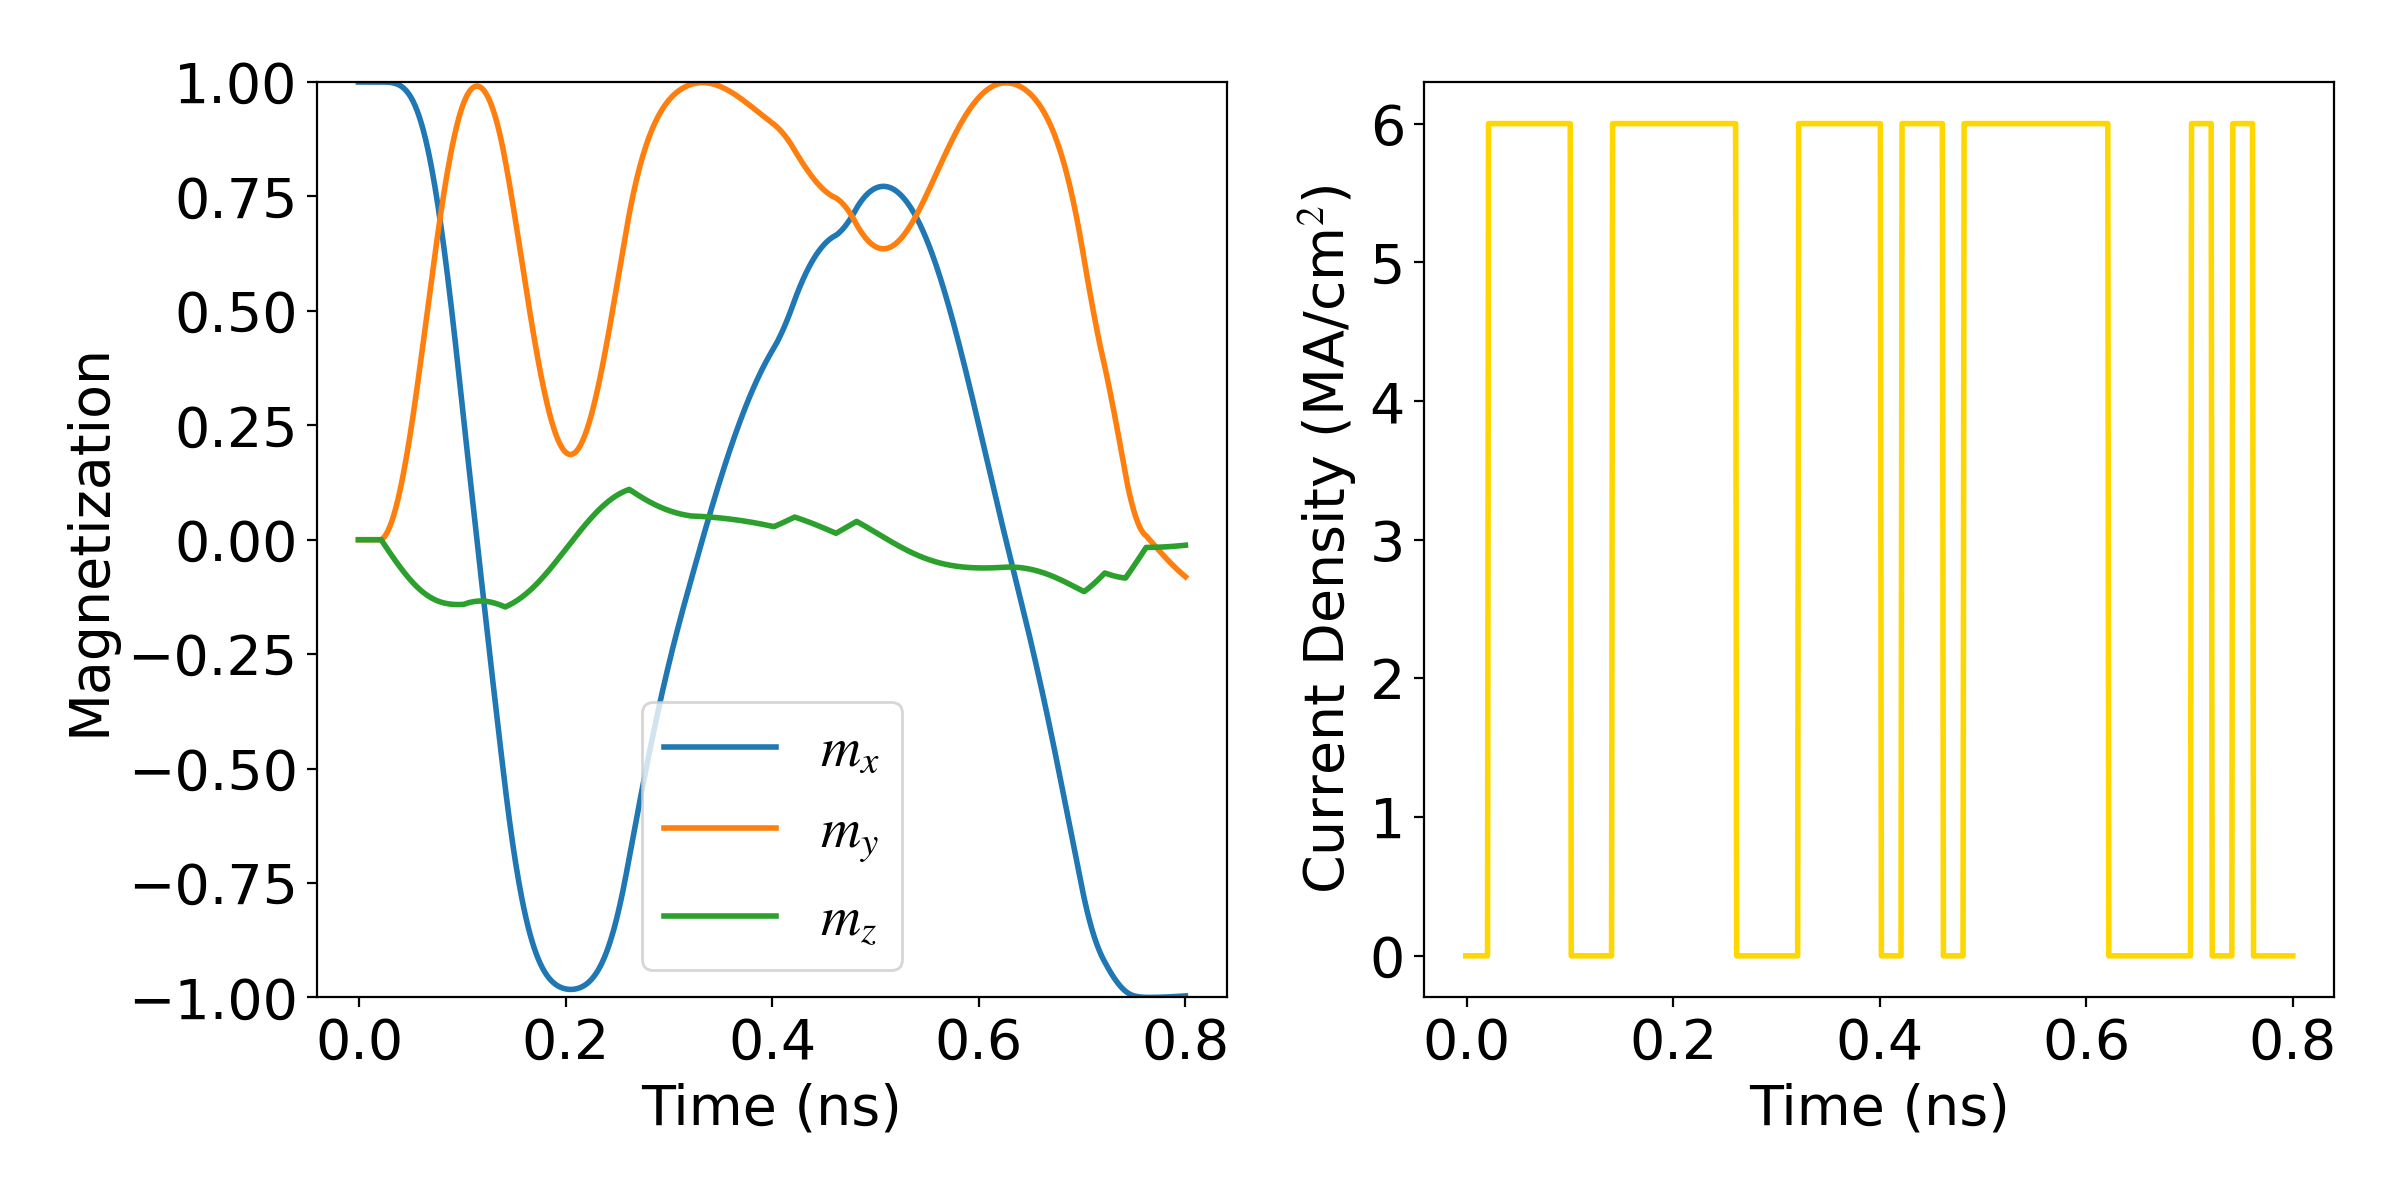 Magnetization
1.00
0.75
0.50
0.25
0.00
−0.25
−0.50
−0.75
−1.00
0.0 0.2 0.4 0.6 0.8
Time (ns)
m_x
m_y
m_z
Current Density (MA/cm²)
6
5
4
3
2
1
0
0.0 0.2 0.4 0.6 0.8
Time (ns)